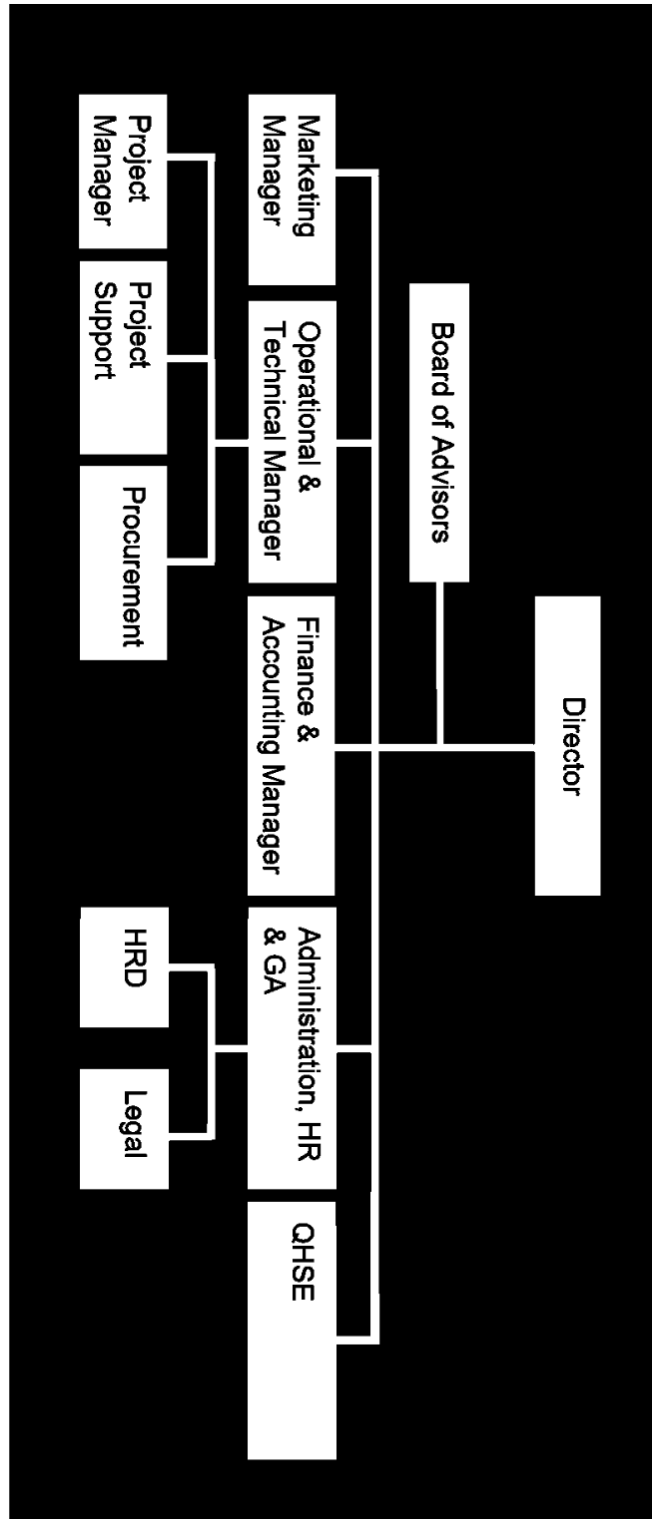 Director
Board of Advisors
Marketing
Manager
Operational &
Technical Manager
Finance &
Accounting Manager
Administration, HR
& GA
QHSE
Project
Manager
Project
Support
Procurement
HRD
Legal